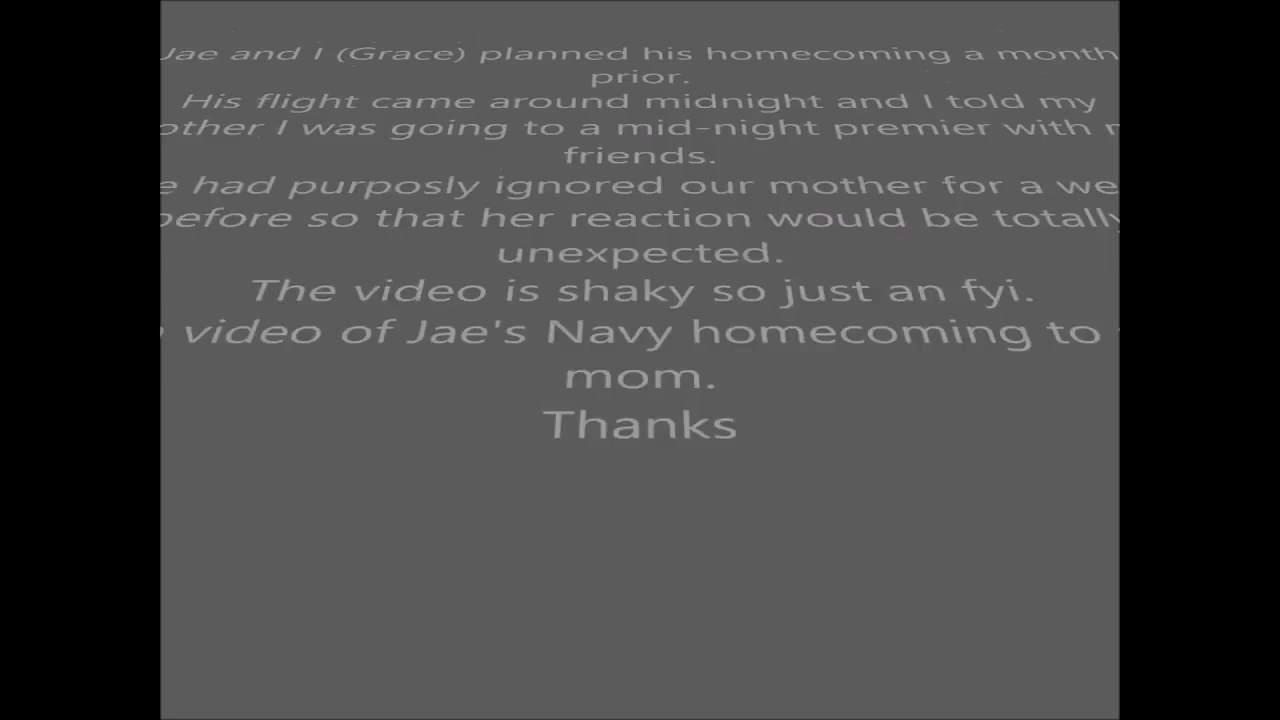 Jae and I (Grace) planned his homecoming a month
prior.
His flight came around midnight and I told my
other I was going to a mid-night premier with
friends.
had purposly ignored our mother for a
before so that her reaction would be totally
unexpected.
The video is shaky so just an fyi.
video of Jae's Navy homecoming to
mom.
Thanks